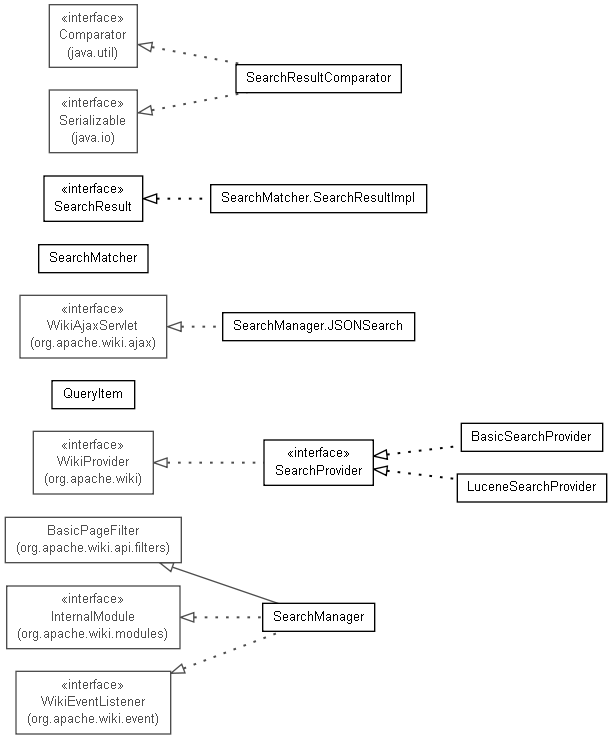 «interface»
Comparator
(java.util)
SearchResultComparator
«interface»
Serializable
(java.io)
«interface»
SearchResult
SearchMatcher.SearchResultImpl
SearchMatcher
«interface»
WikiAjaxServlet
(org.apache.wiki.ajax)
SearchManager.JSONSearch
QueryItem
«interface»
WikiProvider
(org.apache.wiki)
«interface»
SearchProvider
BasicSearchProvider
LuceneSearchProvider
BasicPageFilter
(org.apache.wiki.api.filters)
«interface»
InternalModule
(org.apache.wiki.modules)
SearchManager
«interface»
WikiEventListener
(org.apache.wiki.event)